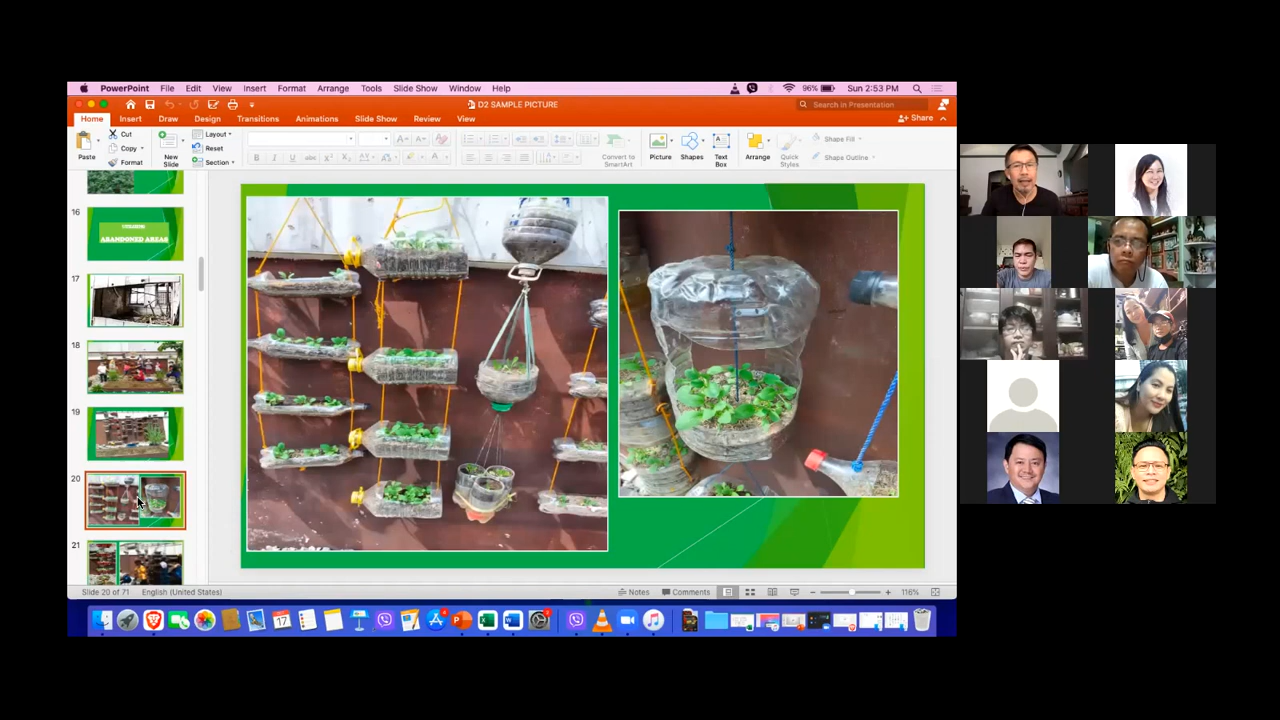 PowerPoint File Edit View Insert Format Arrange Tools Slide Show Window Help 96% Sun 2:53 PM
D2 SAMPLE PICTURE
Search in Presentation
Home Insert Draw Design Transitions Animations Slide Show Review View Share
Paste
Cut
Copy
Format
New Slide
Layout
Reset
Section
B I U abc
Convert to SmartArt
Picture
Shapes
Text Box
Arrange
Quick Styles
Shape Fill
Shape Outline
16
ABANDONED AREAS
17
18
19
20
21
Slide 20 of 71 English (United States) Notes Comments 116%
17